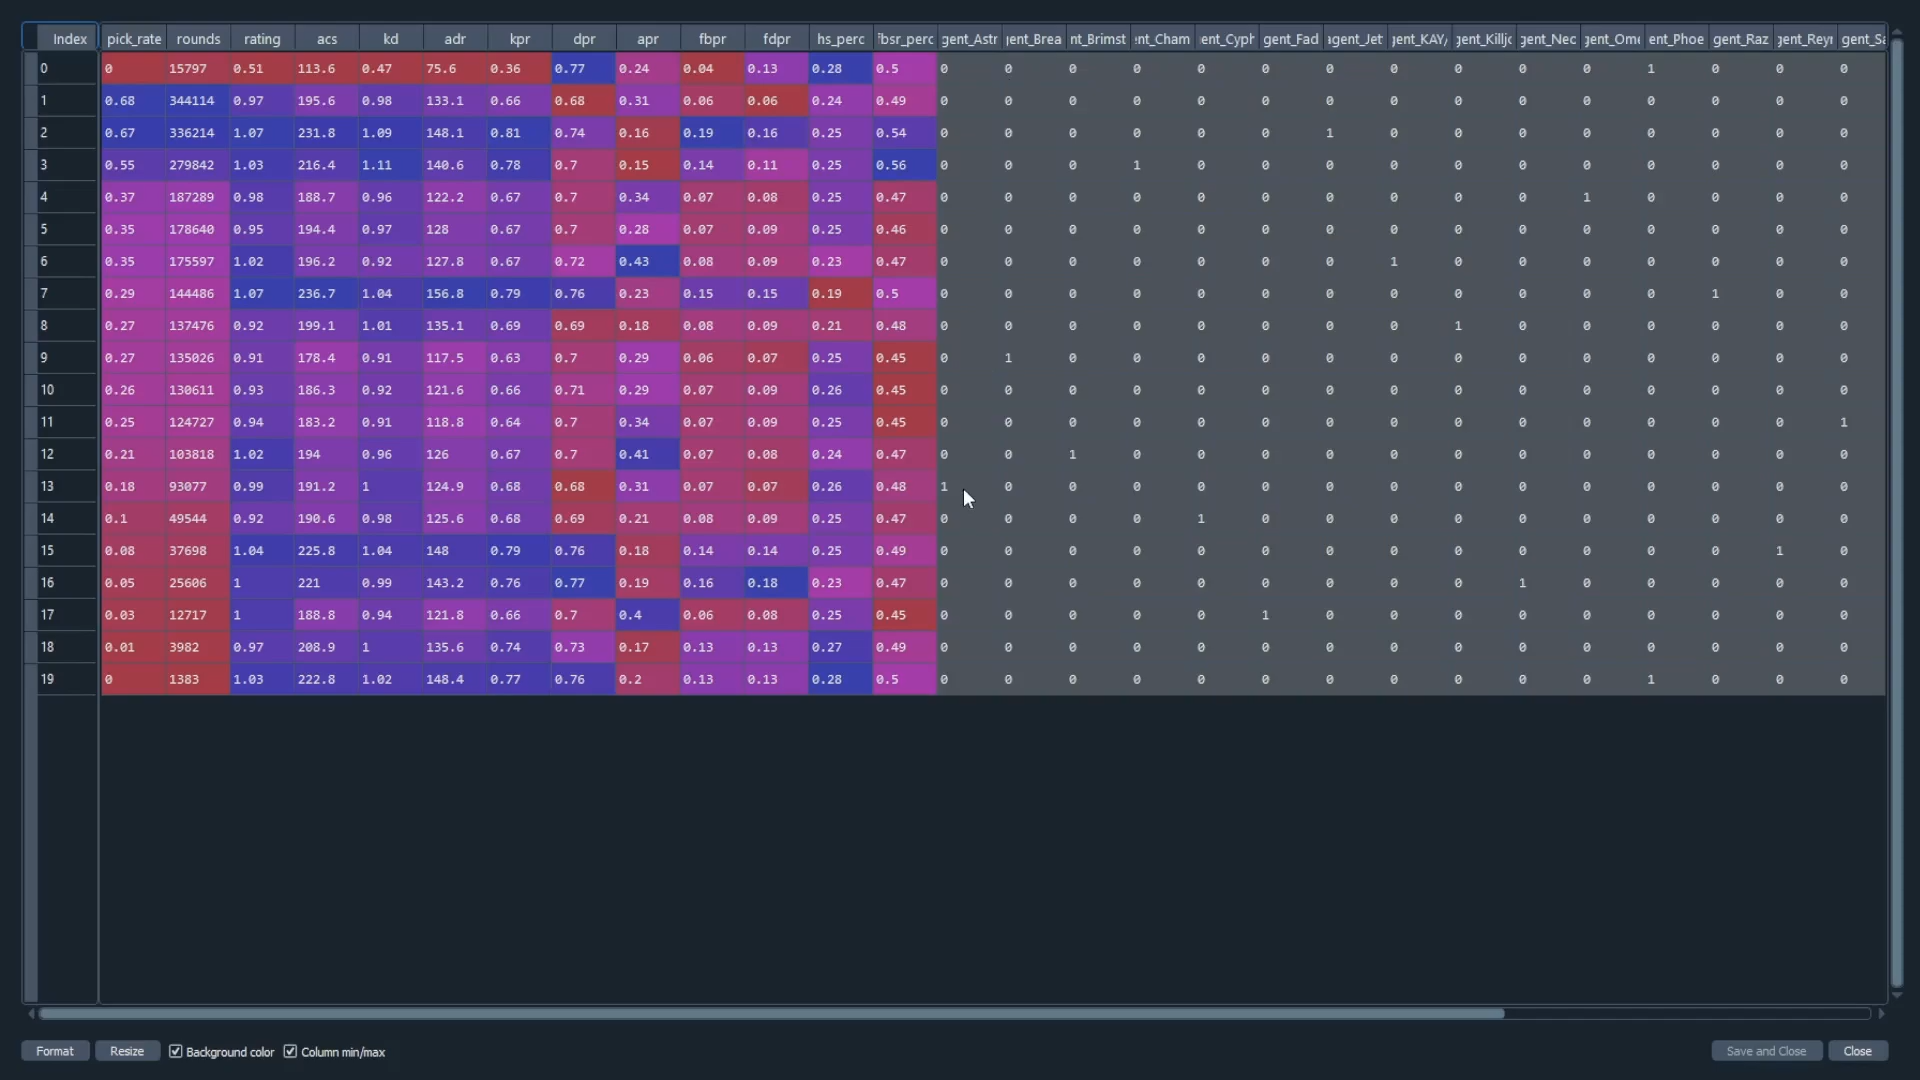 Index pick_rate rounds rating acs kd adr kpr dpr apr fbpr fdpr hs_perc fbsr_perc gent_Astr gent_Brea nt_Brimst nt_Cham ent_Cyph gent_Fad agent_Jet gent_KAY/ gent_Killjo gent_Nec gent_Om ent_Phoe gent_Raz gent_Reyn gent_Sa
0 0 15797 0.51 113.6 0.47 75.6 0.36 0.77 0.24 0.04 0.13 0.28 0.5 0 0 0 0 0 0 0 0 0 0 0 1 0 0 0
1 0.68 344114 0.97 195.6 0.98 133.1 0.66 0.68 0.31 0.06 0.06 0.24 0.49 0 0 0 0 0 0 0 0 0 0 0 0 0 0 0
2 0.67 336214 1.07 231.8 1.09 148.1 0.81 0.74 0.16 0.19 0.16 0.25 0.54 0 0 0 0 0 0 1 0 0 0 0 0 0 0 0
3 0.55 279842 1.03 216.4 1.11 140.6 0.78 0.7 0.15 0.14 0.11 0.25 0.56 0 0 0 1 0 0 0 0 0 0 0 0 0 0 0
4 0.37 187289 0.98 188.7 0.96 122.2 0.67 0.7 0.34 0.07 0.08 0.25 0.47 0 0 0 0 0 0 0 0 0 0 1 0 0 0 0
5 0.35 178640 0.95 194.4 0.97 128 0.67 0.7 0.28 0.07 0.09 0.25 0.46 0 0 0 0 0 0 0 0 0 0 0 0 0 0 0
6 0.35 175597 1.02 196.2 0.92 127.8 0.67 0.72 0.43 0.08 0.09 0.23 0.47 0 0 0 0 0 0 0 1 0 0 0 0 0 0 0
7 0.29 144486 1.07 236.7 1.04 156.8 0.79 0.76 0.23 0.15 0.15 0.19 0.5 0 0 0 0 0 0 0 0 0 0 0 0 1 0 0
8 0.27 137476 0.92 199.1 1.01 135.1 0.69 0.69 0.18 0.08 0.09 0.21 0.48 0 0 0 0 0 0 0 0 1 0 0 0 0 0 0
9 0.27 135026 0.91 178.4 0.91 117.5 0.63 0.7 0.29 0.06 0.07 0.25 0.45 0 1 0 0 0 0 0 0 0 0 0 0 0 0 0
10 0.26 130611 0.93 186.3 0.92 121.6 0.66 0.71 0.29 0.07 0.09 0.26 0.45 0 0 0 0 0 0 0 0 0 0 0 0 0 0 0
11 0.25 124727 0.94 183.2 0.91 118.8 0.64 0.7 0.34 0.07 0.09 0.25 0.45 0 0 0 0 0 0 0 0 0 0 0 0 0 0 1
12 0.21 103818 1.02 194 0.96 126 0.67 0.7 0.41 0.07 0.08 0.24 0.47 0 0 1 0 0 0 0 0 0 0 0 0 0 0 0
13 0.18 93077 0.99 191.2 1 124.9 0.68 0.68 0.31 0.07 0.07 0.26 0.48 1 0 0 0 0 0 0 0 0 0 0 0 0 0 0
14 0.1 49544 0.92 190.6 0.98 125.6 0.68 0.69 0.21 0.08 0.09 0.25 0.47 0 0 0 0 1 0 0 0 0 0 0 0 0 0 0
15 0.08 37698 1.04 225.8 1.04 148 0.79 0.76 0.18 0.14 0.14 0.25 0.49 0 0 0 0 0 0 0 0 0 0 0 0 0 1 0
16 0.05 25606 1 221 0.99 143.2 0.76 0.77 0.19 0.16 0.18 0.23 0.47 0 0 0 0 0 0 0 0 0 1 0 0 0 0 0
17 0.03 12717 1 188.8 0.94 121.8 0.66 0.7 0.4 0.06 0.08 0.25 0.45 0 0 0 0 0 1 0 0 0 0 0 0 0 0 0
18 0.01 3982 0.97 208.9 1 135.6 0.74 0.73 0.17 0.13 0.13 0.27 0.49 0 0 0 0 0 0 0 0 0 0 0 0 0 0 0
19 0 1383 1.03 222.8 1.02 148.4 0.77 0.76 0.2 0.13 0.13 0.28 0.5 0 0 0 0 0 0 0 0 0 0 0 1 0 0 0
Format Resize Background color Column min/max Save and Close Close